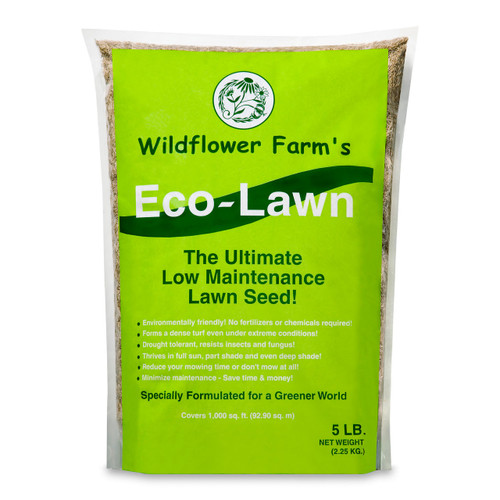 Wildflower Farm's
Eco-Lawn
The Ultimate
Low Maintenance
Lawn Seed!
• Environmentally friendly! No fertilizers or chemicals required!
• Forms a dense turf even under extreme conditions!
• Drought tolerant, resists insects and fungus!
• Thrives in full sun, part shade and even deep shade!
• Reduce your mowing time or don't mow at all!
• Minimize maintenance - Save time & money!
Specially Formulated for a Greener World
Covers 1,000 sq. ft. (92.90 sq. m)
5 LB.
NET WEIGHT
(2.25 KG.)